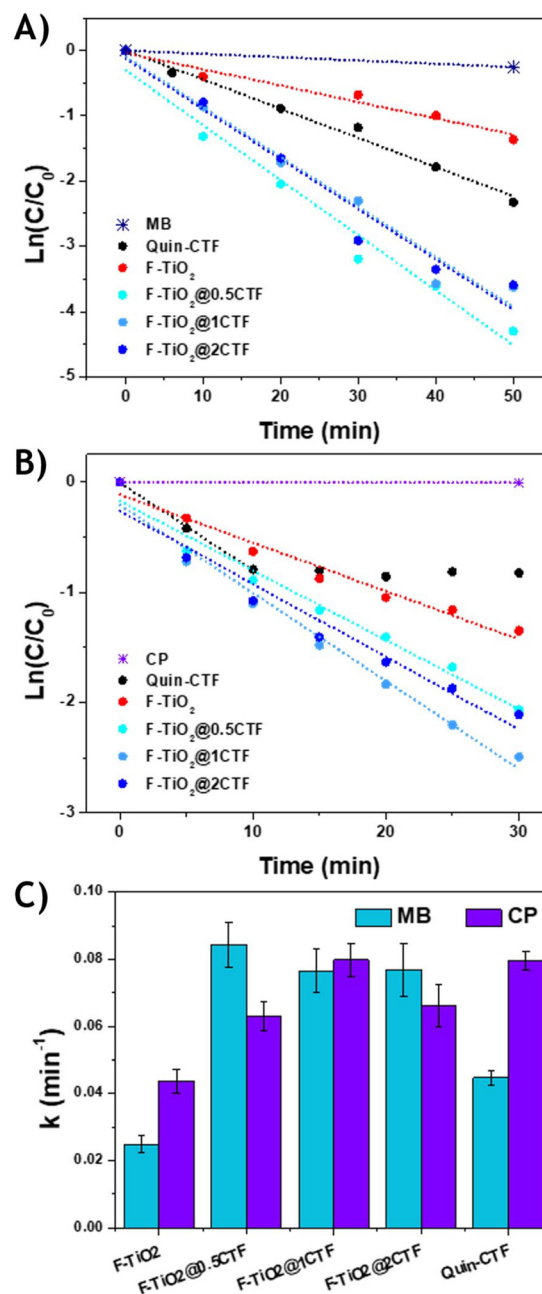 A)
0
-1
-2
-3
-4
-5
Ln(C/C₀)
MB
Quin-CTF
F-TiO₂
F-TiO₂@0.5CTF
F-TiO₂@1CTF
F-TiO₂@2CTF
0 10 20 30 40 50
Time (min)
B)
0
-1
-2
-3
Ln(C/C₀)
CP
Quin-CTF
F-TiO₂
F-TiO₂@0.5CTF
F-TiO₂@1CTF
F-TiO₂@2CTF
0 10 20 30
Time (min)
C)
0.10
0.08
0.06
0.04
0.02
0.00
k (min⁻¹)
MB CP
F-TiO2 F-TiO2@0.5CTF F-TiO2@1CTF F-TiO2@2CTF Quin-CTF